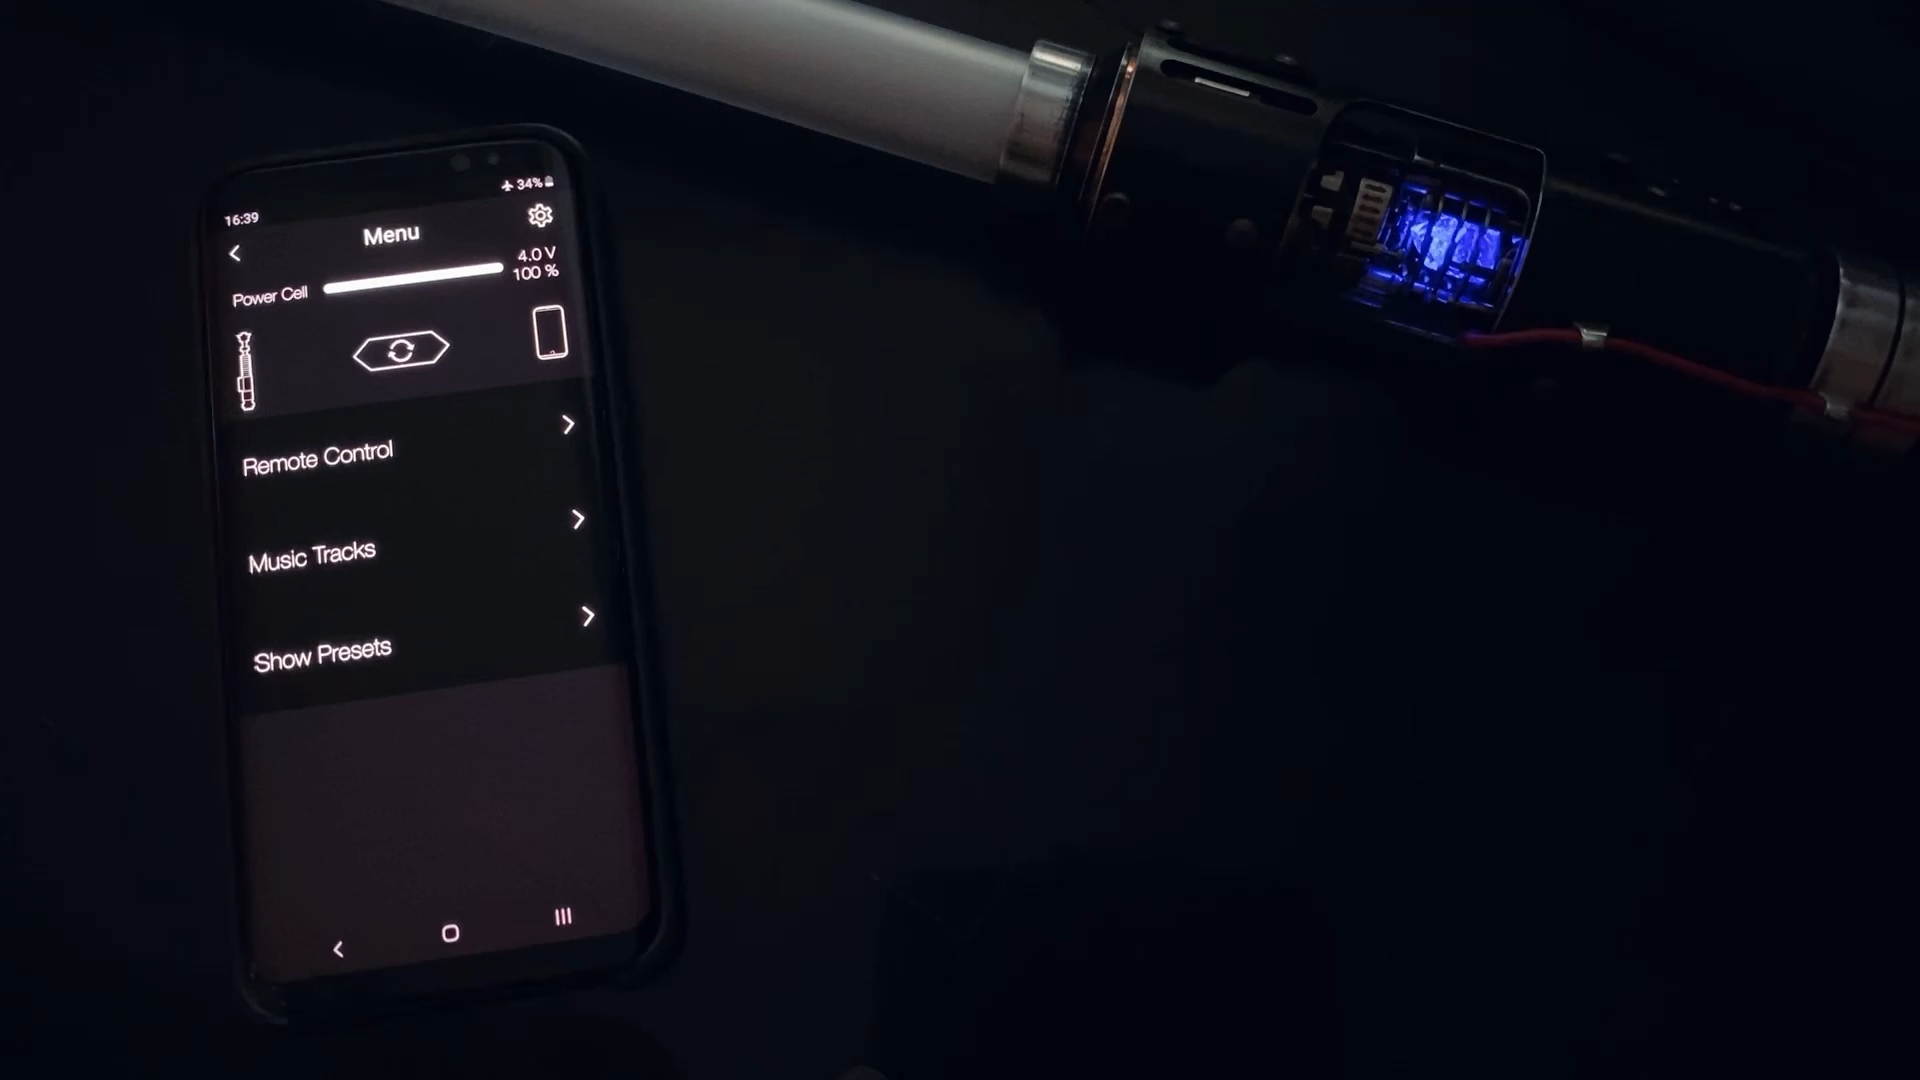 16:39
34%
Menu
4.0 V
100 %
Power Cell
Remote Control
Music Tracks
Show Presets